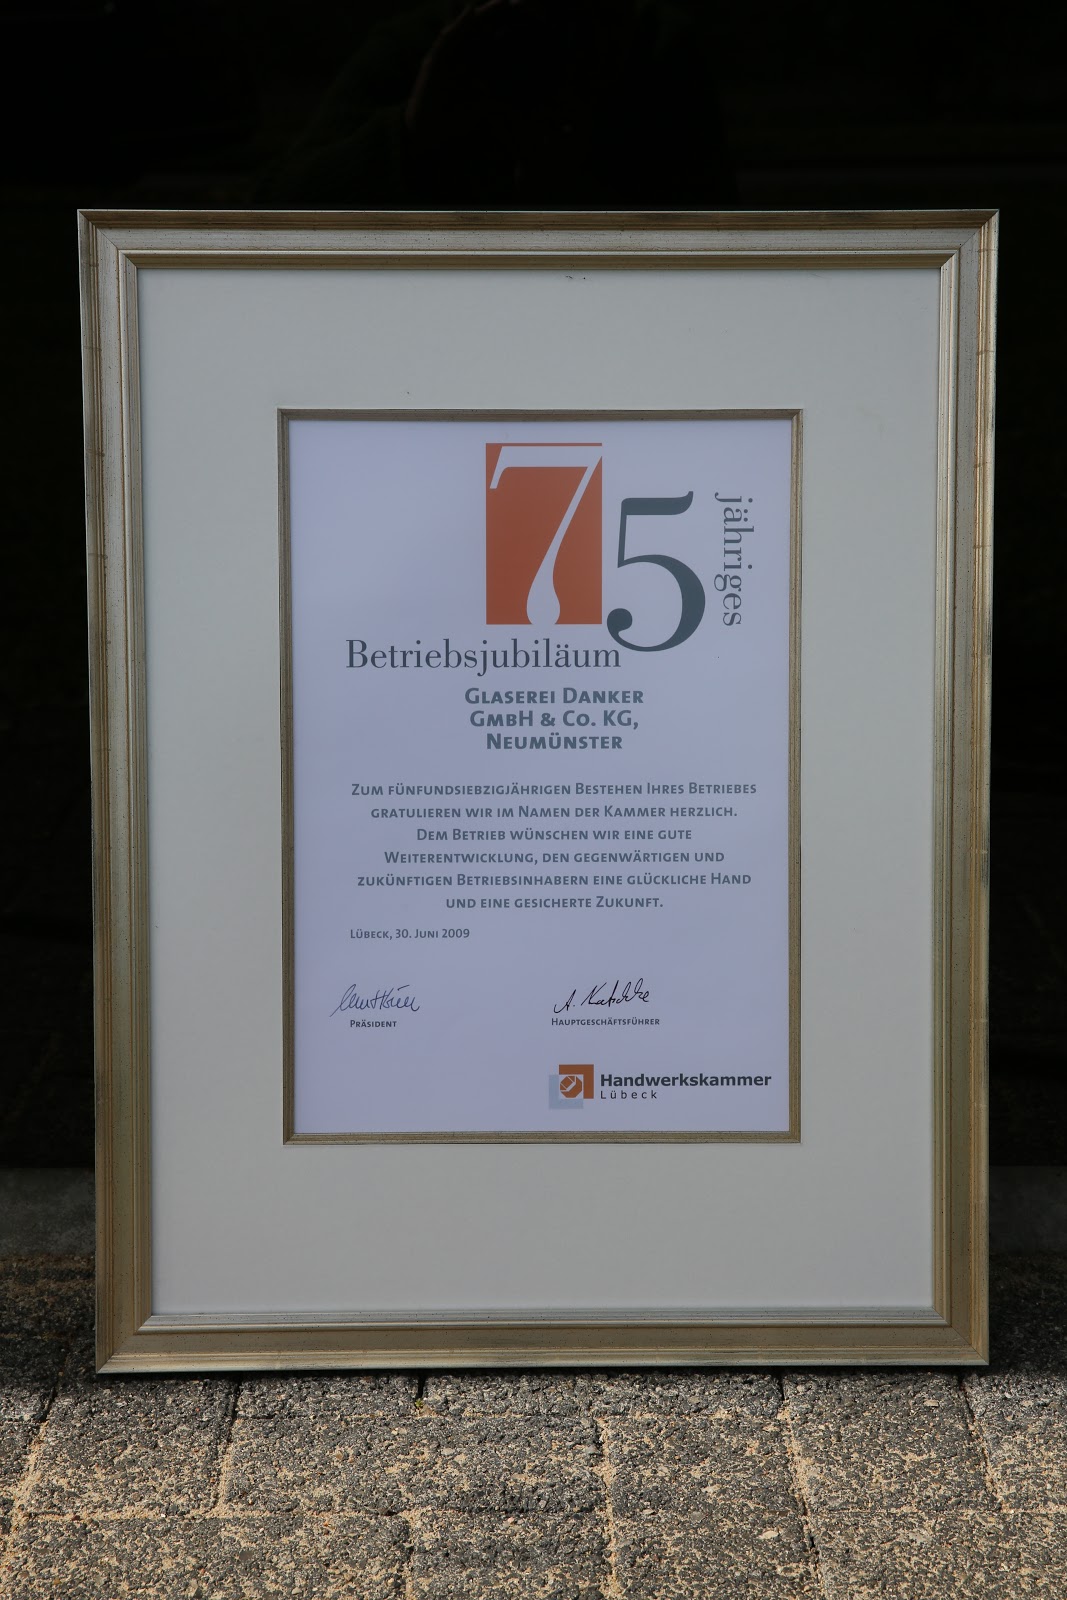 75
jähriges
Betriebsjubiläum
Glaserei Danker
GmbH & Co. KG,
Neumünster
Zum fünfundsiebzigjährigen Bestehen Ihres Betriebes
gratulieren wir im Namen der Kammer herzlich.
Dem Betrieb wünschen wir eine gute
Weiterentwicklung, den gegenwärtigen und
zukünftigen Betriebsinhabern eine glückliche Hand
und eine gesicherte Zukunft.
Lübeck, 30. Juni 2009
Präsident
Hauptgeschäftsführer
Handwerkskammer
Lübeck